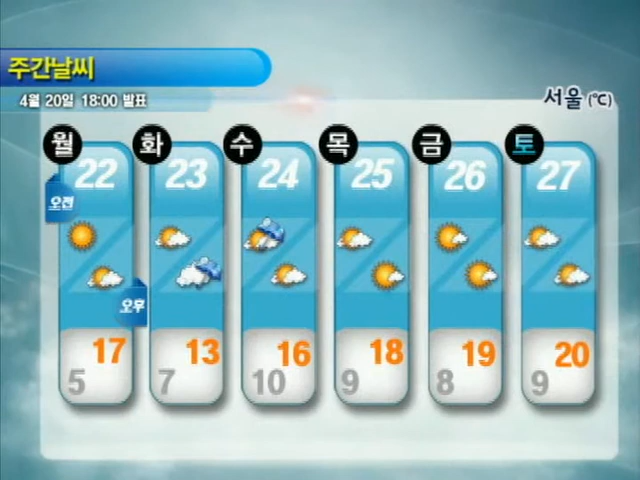 주간날씨
4월 20일 18:00 발표
서울 (℃)
월 화 수 목 금 토
22 23 24 25 26 27
오전
오후
17 13 16 18 19 20
5 7 10 9 8 9